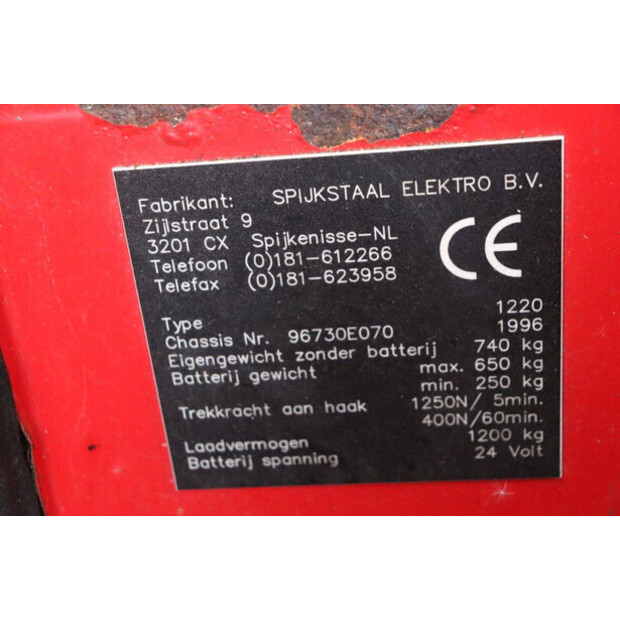 Fabrikant: SPIJKSTAAL ELEKTRO B.V.
Zijlstraat 9
3201 CX Spijkenisse-NL
Telefoon (0)181-612266
Telefax (0)181-623958
CE
Type 1220
Chassis Nr. 96730E070 1996
Eigengewicht zonder batterij 740 kg
Batterij gewicht max. 650 kg
min. 250 kg
Trekkracht aan haak 1250N/ 5min.
400N/60min.
Laadvermogen 1200 kg
Batterij spanning 24 Volt